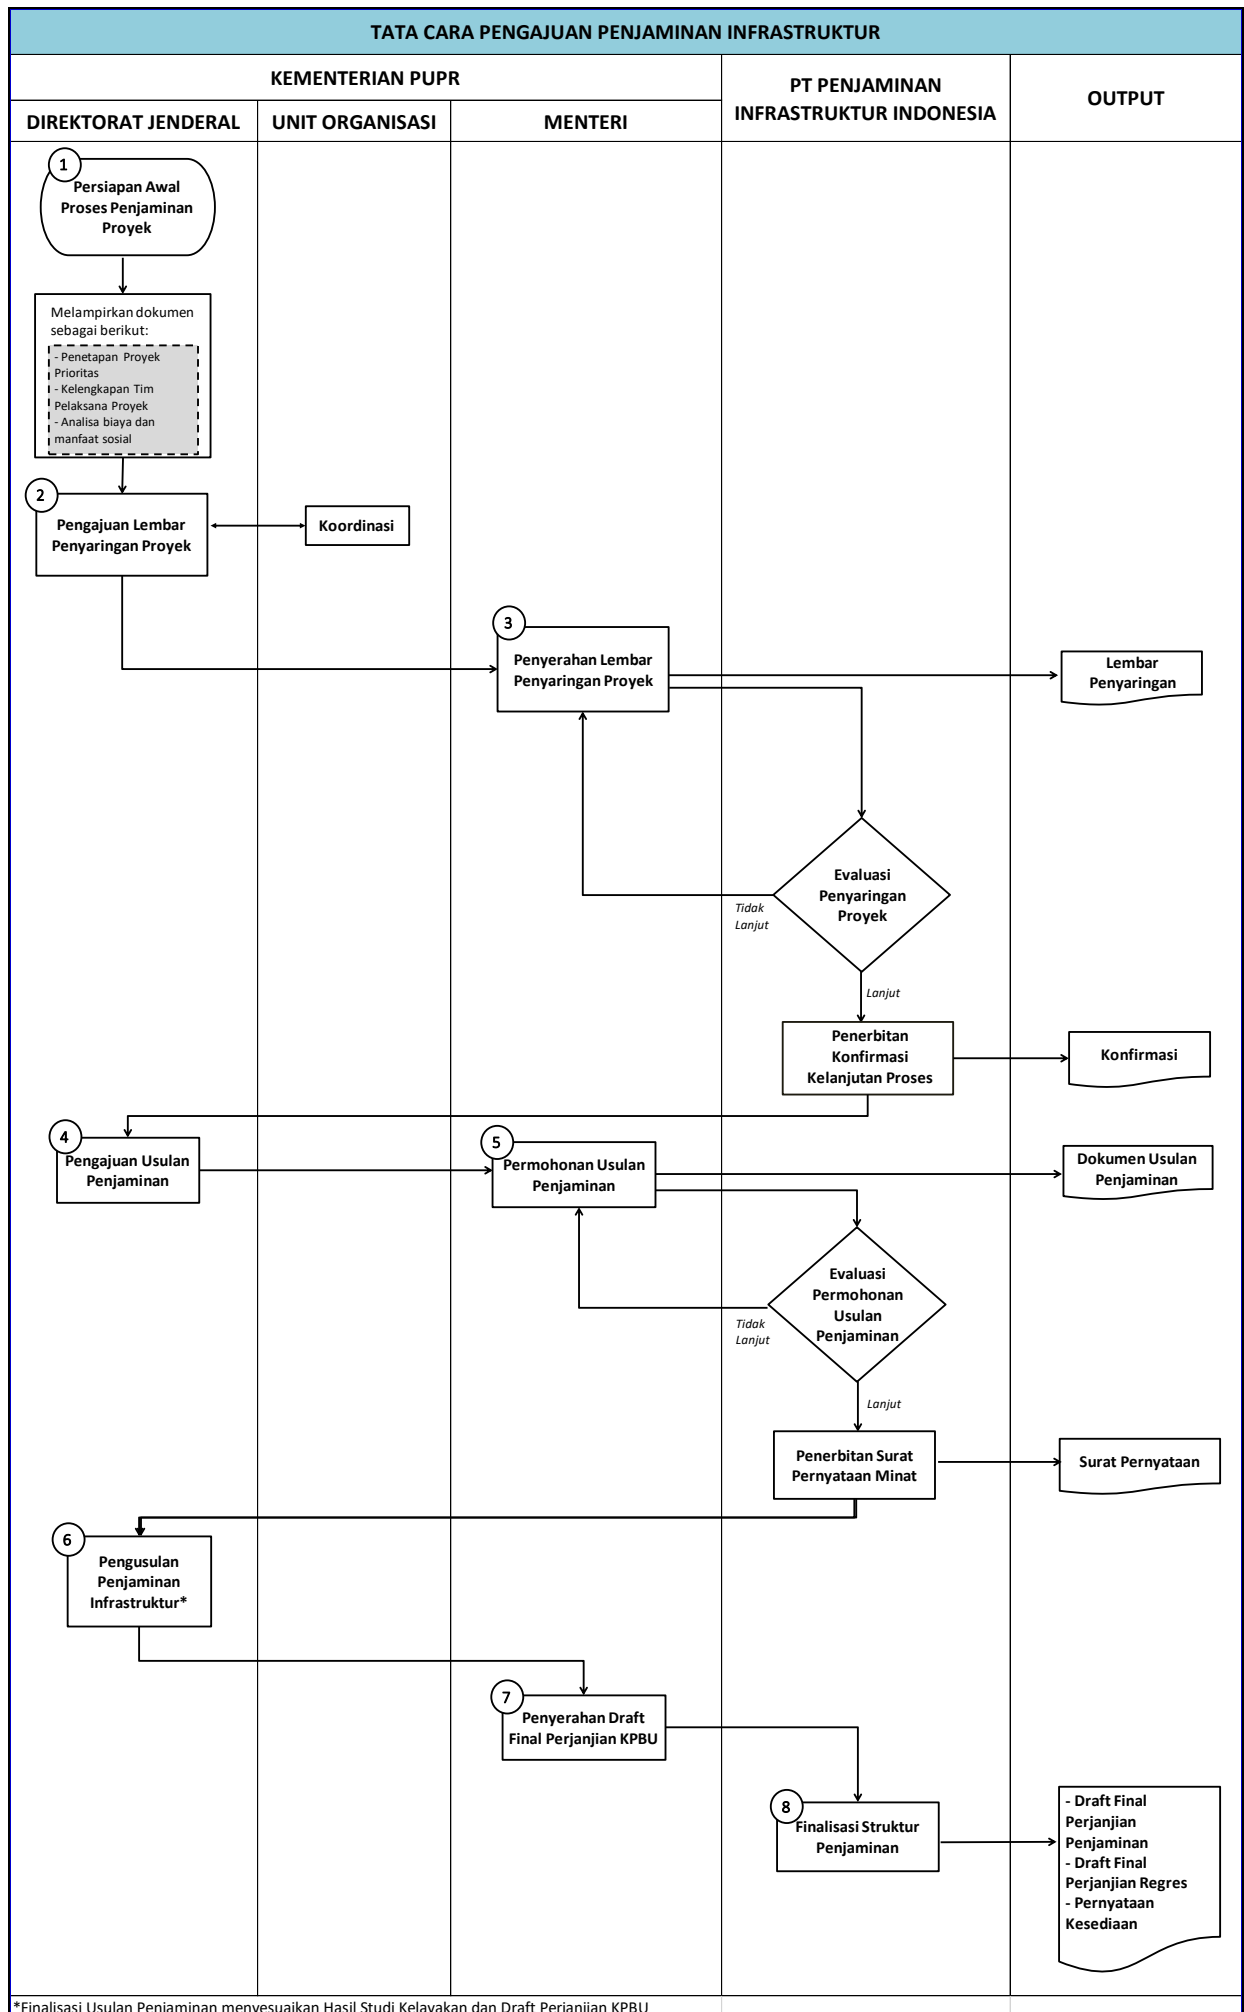 TATA CARA PENGAJUAN PENJAMINAN INFRASTRUKTUR
KEMENTERIAN PUPR
PT PENJAMINAN
INFRASTRUKTUR INDONESIA
OUTPUT
DIREKTORAT JENDERAL
UNIT ORGANISASI
MENTERI
1
Persiapan Awal
Proses Penjaminan
Proyek
Melampirkan dokumen
sebagai berikut:
- Penetapan Proyek
Prioritas
- Kelengkapan Tim
Pelaksana Proyek
- Analisa biaya dan
manfaat sosial
2
Pengajuan Lembar
Penyaringan Proyek
Koordinasi
3
Penyerahan Lembar
Penyaringan Proyek
Lembar
Penyaringan
Evaluasi
Penyaringan
Proyek
Tidak
Lanjut
Lanjut
Penerbitan
Konfirmasi
Kelanjutan Proses
Konfirmasi
4
Pengajuan Usulan
Penjaminan
5
Permohonan Usulan
Penjaminan
Dokumen Usulan
Penjaminan
Evaluasi
Permohonan
Usulan
Penjaminan
Tidak
Lanjut
Lanjut
Penerbitan Surat
Pernyataan Minat
Surat Pernyataan
6
Pengusulan
Penjaminan
Infrastruktur*
7
Penyerahan Draft
Final Perjanjian KPBU
8
Finalisasi Struktur
Penjaminan
- Draft Final
Perjanjian
Penjaminan
- Draft Final
Perjanjian Regres
- Pernyataan
Kesediaan
*Finalisasi Usulan Penjaminan menyesuaikan Hasil Studi Kelayakan dan Draft Perjanjian KPBU